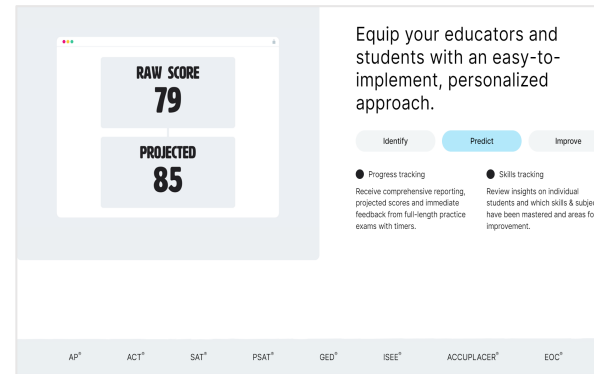 RAW SCORE
79
PROJECTED
85
Equip your educators and
students with an easy-to-
implement, personalized
approach.
Identify
Predict
Improve
Progress tracking
Receive comprehensive reporting,
projected scores and immediate
feedback from full-length practice
exams with timers.
Skills tracking
Review insights on individual
students and which skills & subje
have been mastered and areas fo
improvement.
AP® ACT® SAT® PSAT® GED® ISEE® ACCUPLACER® EOC®